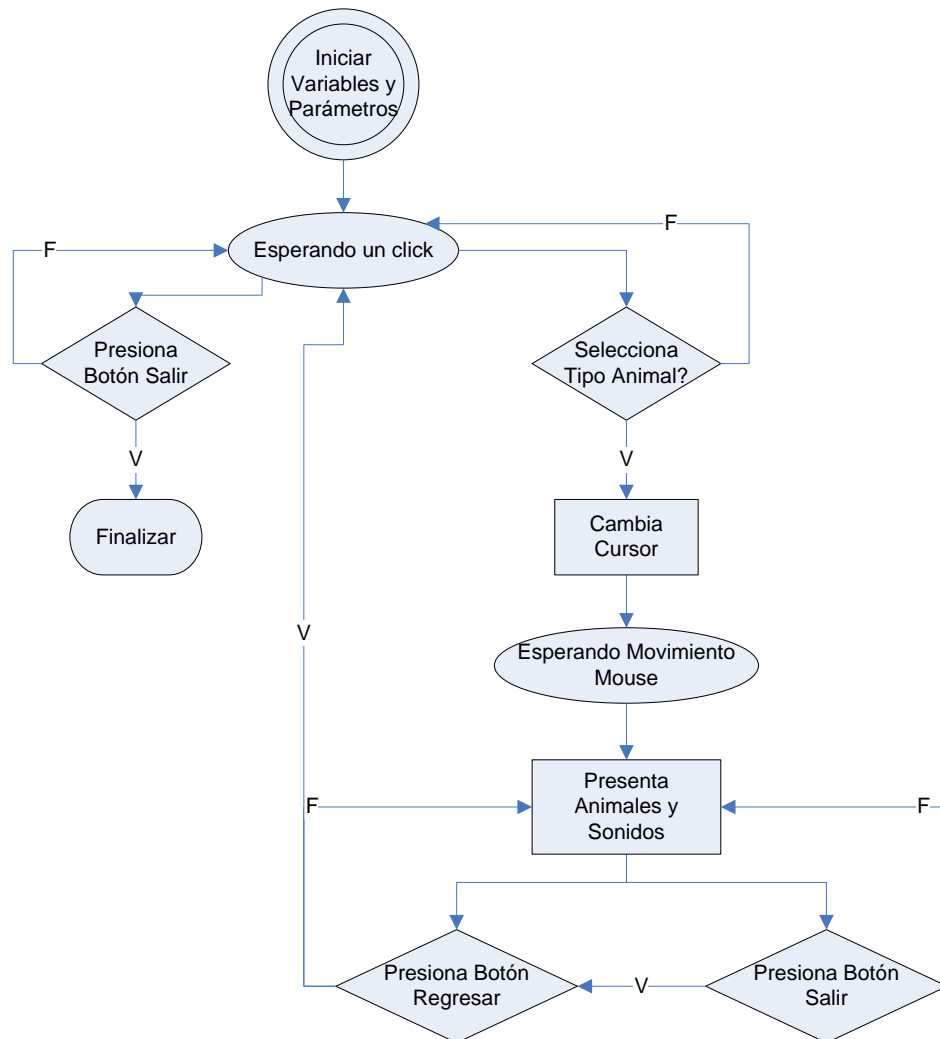 Iniciar
Variables y
Parámetros
Esperando un click
F
F
Presiona
Botón Salir
Selecciona
Tipo Animal?
V
V
Finalizar
Cambia
Cursor
V
Esperando Movimiento
Mouse
Presenta
Animales y
Sonidos
F
F
Presiona Botón
Regresar
V
Presiona Botón
Salir